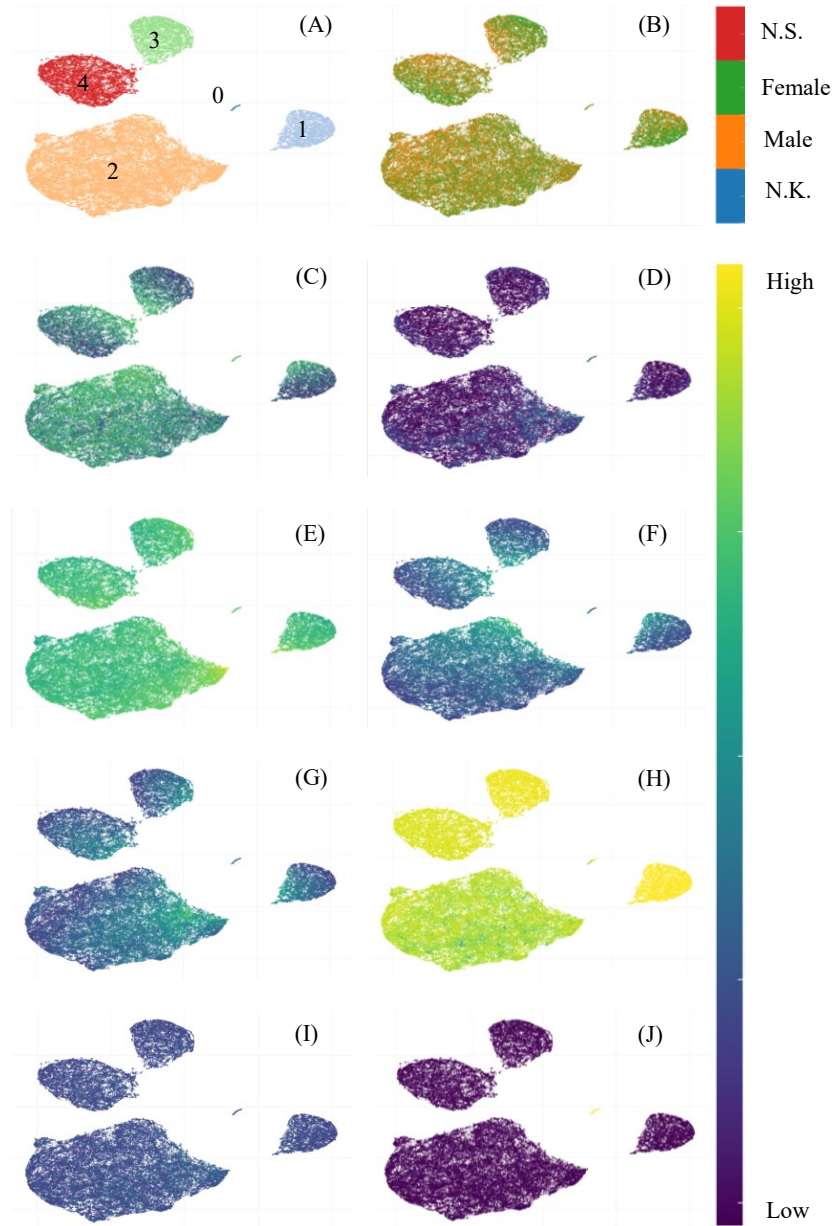 (A)
3
4
0
1
2
(B)
N.S.
Female
Male
N.K.
(C)
(D)
High
(E)
(F)
(G)
(H)
(I)
(J)
Low